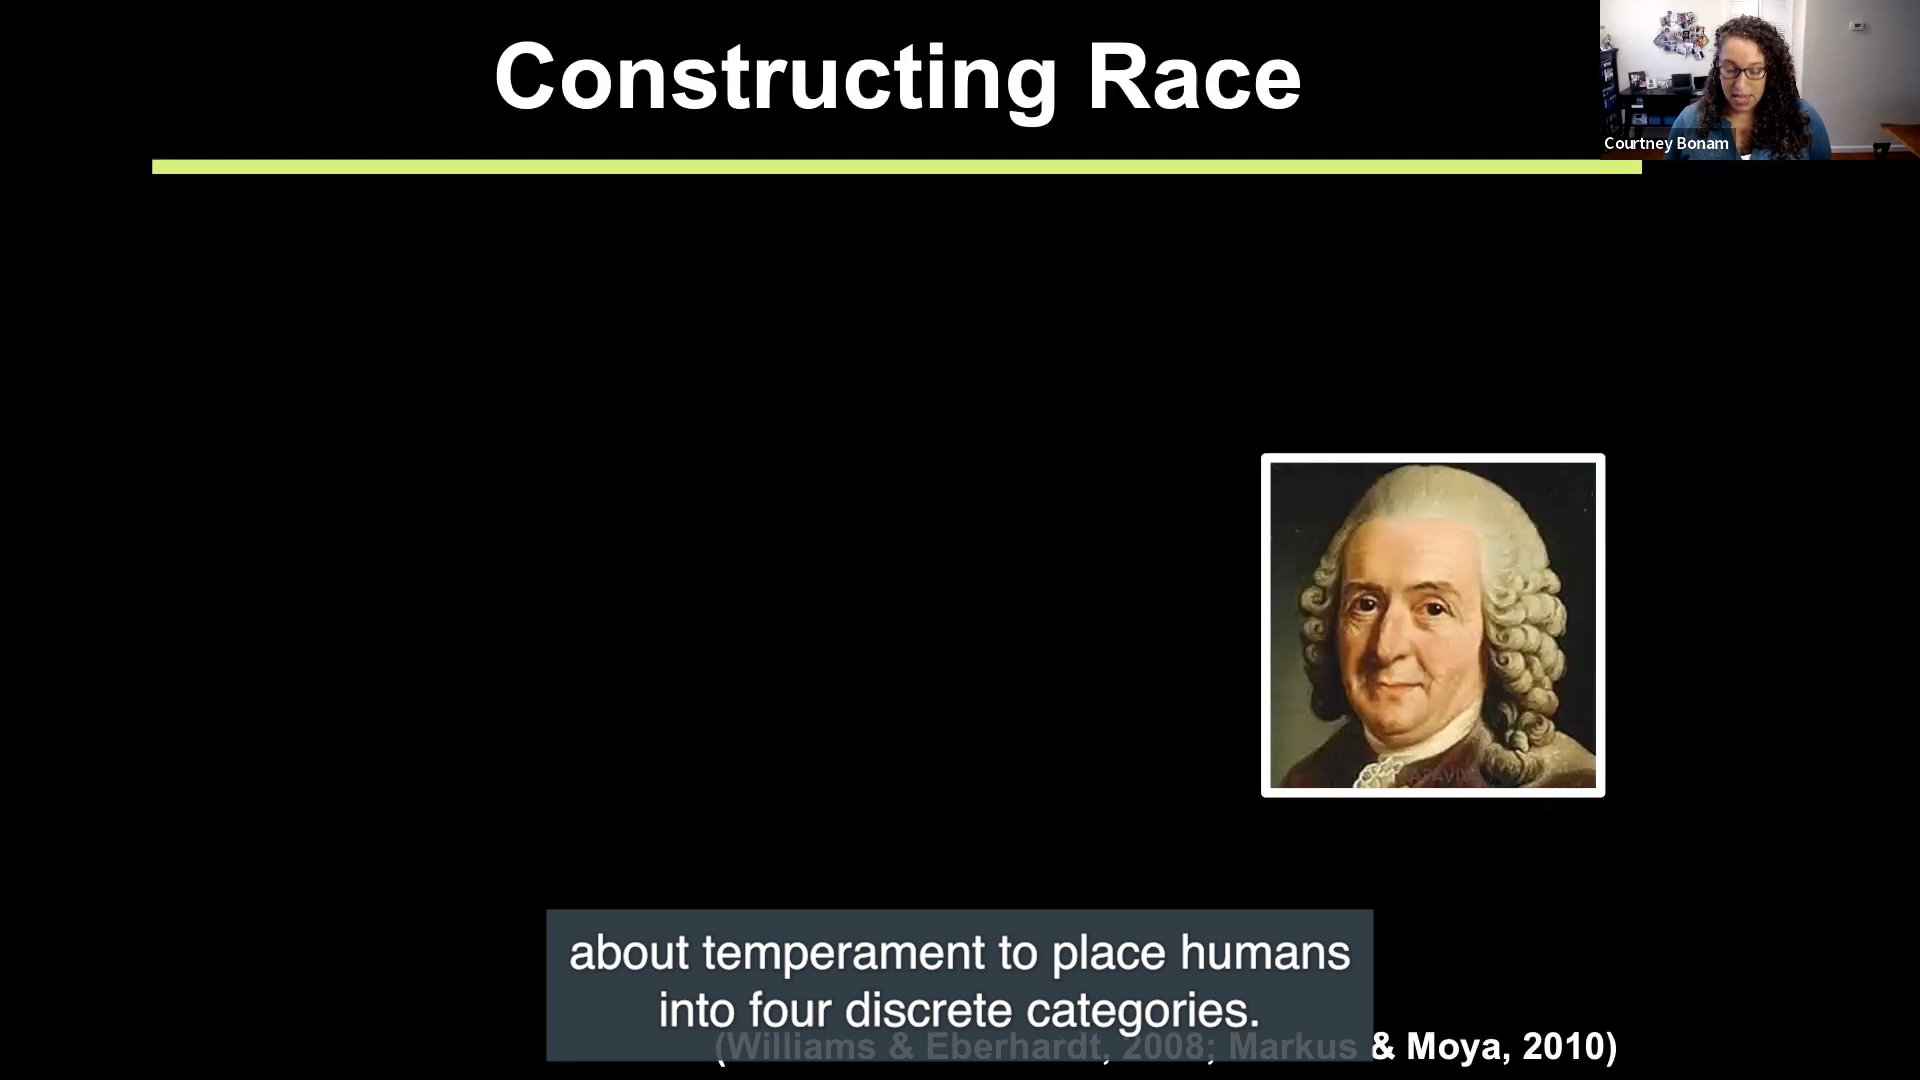 Constructing Race
Courtney Bonam
about temperament to place humans
into four discrete categories.
(Williams & Eberhardt, 2008; Markus & Moya, 2010)